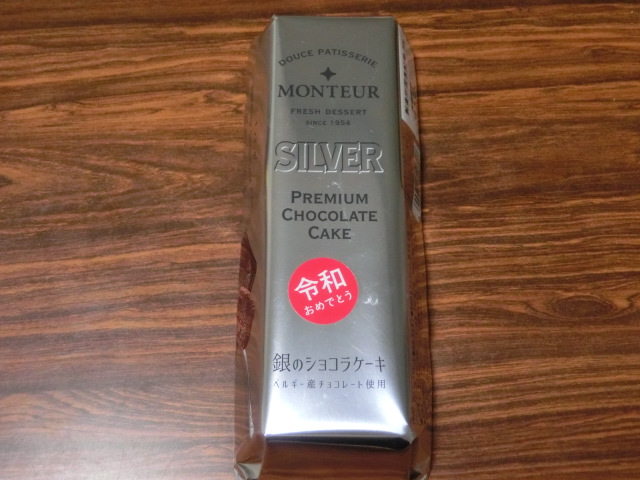 DOUCE PATISSERIE
MONTEUR
FRESH DESSERT
SINCE 1954
SILVER
PREMIUM
CHOCOLATE
CAKE
令和
おめでとう
銀のショコラケーキ
ベルギー産チョコレート使用